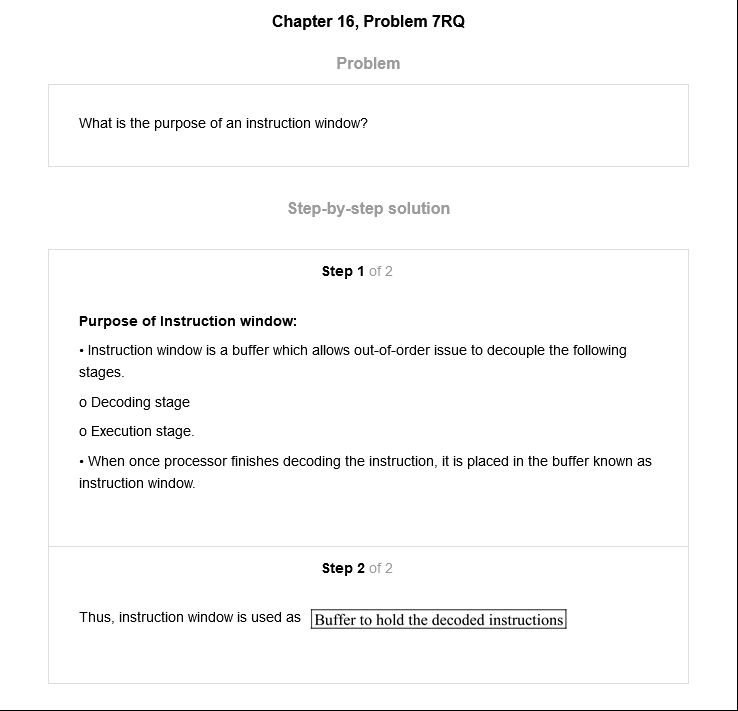 Chapter 16, Problem 7RQ
Problem
What is the purpose of an instruction window?
Step-by-step solution
Step 1 of 2
Purpose of Instruction window:
• Instruction window is a buffer which allows out-of-order issue to decouple the following
stages.
o Decoding stage
o Execution stage.
• When once processor finishes decoding the instruction, it is placed in the buffer known as
instruction window.
Step 2 of 2
Thus, instruction window is used as Buffer to hold the decoded instructions